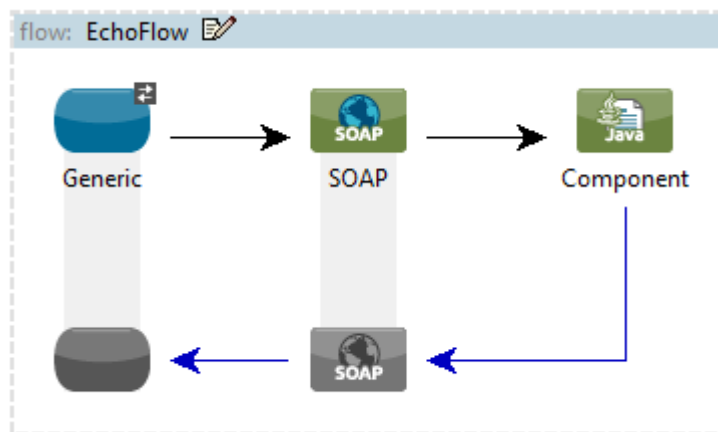 flow: EchoFlow
SOAP
Java
Generic
SOAP
Component
SOAP